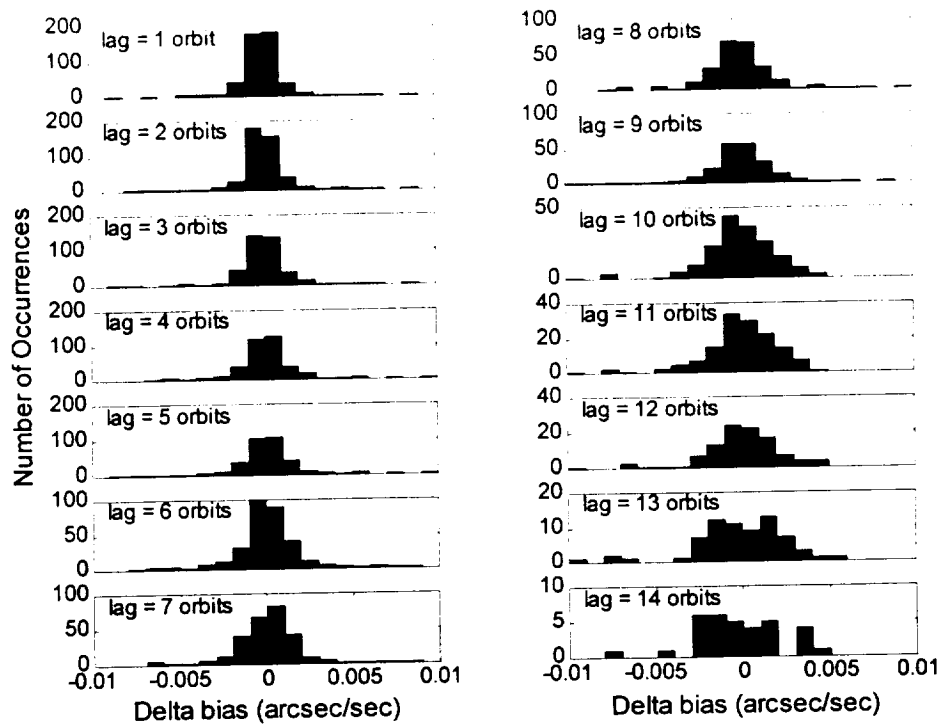 Number of Occurrences
200
100
0
lag = 1 orbit
200
100
0
lag = 2 orbits
200
100
0
lag = 3 orbits
200
100
0
lag = 4 orbits
200
100
0
lag = 5 orbits
100
50
0
lag = 6 orbits
100
50
0
lag = 7 orbits
-0.01 -0.005 0 0.005 0.01
Delta bias (arcsec/sec)
100
50
0
lag = 8 orbits
100
50
0
lag = 9 orbits
50
0
lag = 10 orbits
40
20
0
lag = 11 orbits
40
20
0
lag = 12 orbits
20
10
0
lag = 13 orbits
10
5
0
lag = 14 orbits
-0.01 -0.005 0 0.005 0.01
Delta bias (arcsec/sec)